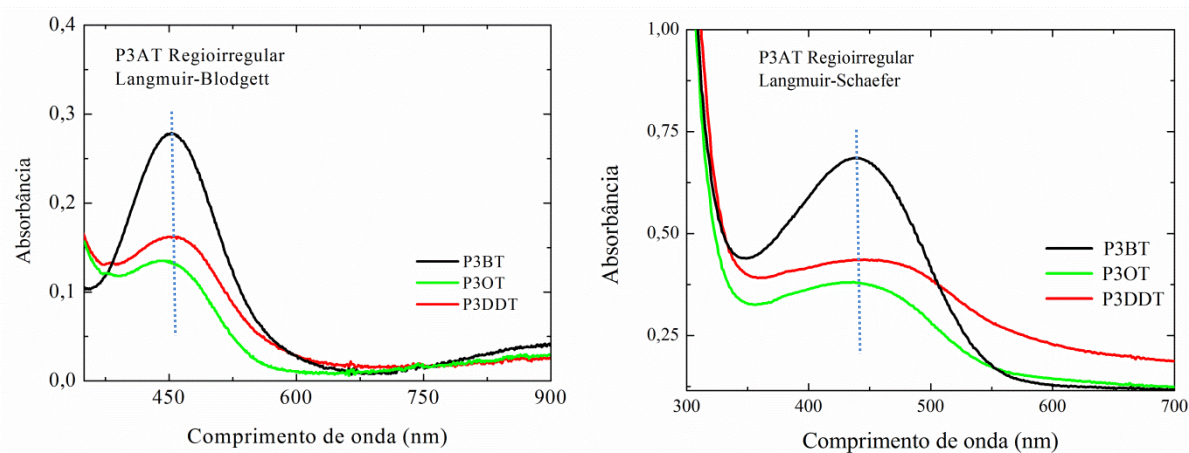 0,4
P3AT Regioirregular
Langmuir-Blodgett
0,3
0,2
0,1
0,0
Absorbância
P3BT
P3OT
P3DDT
450
600
750
900
Comprimento de onda (nm)
1,00
P3AT Regioirregular
Langmuir-Schaefer
0,75
0,50
0,25
Absorbância
P3BT
P3OT
P3DDT
300
400
500
600
700
Comprimento de onda (nm)